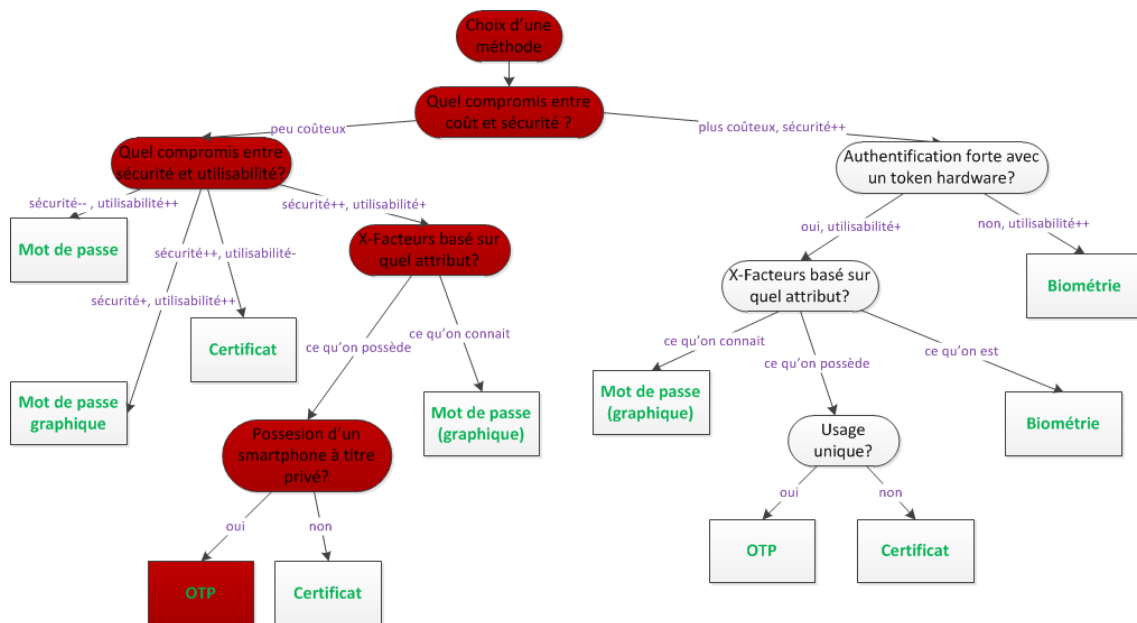 Choix d'une
méthode
Quel compromis entre
coût et sécurité ?
peu coûteux
plus coûteux, sécurité++
Quel compromis entre
sécurité et utilisabilité?
Authentification forte avec
un token hardware?
sécurité-- , utilisabilité++
sécurité++, utilisabilité+
oui, utilisabilité+
non, utilisabilité++
Mot de passe
sécurité++, utilisabilité-
X-Facteurs basé sur
quel attribut?
X-Facteurs basé sur
quel attribut?
Biométrie
sécurité+, utilisabilité++
Certificat
ce qu'on possède
ce qu'on connait
ce qu'on connait
ce qu'on possède
ce qu'on est
Mot de passe
graphique
Mot de passe
(graphique)
Mot de passe
(graphique)
Biométrie
Possesion d'un
smartphone à titre
privé?
Usage
unique?
oui
non
oui
non
OTP
Certificat
OTP
Certificat